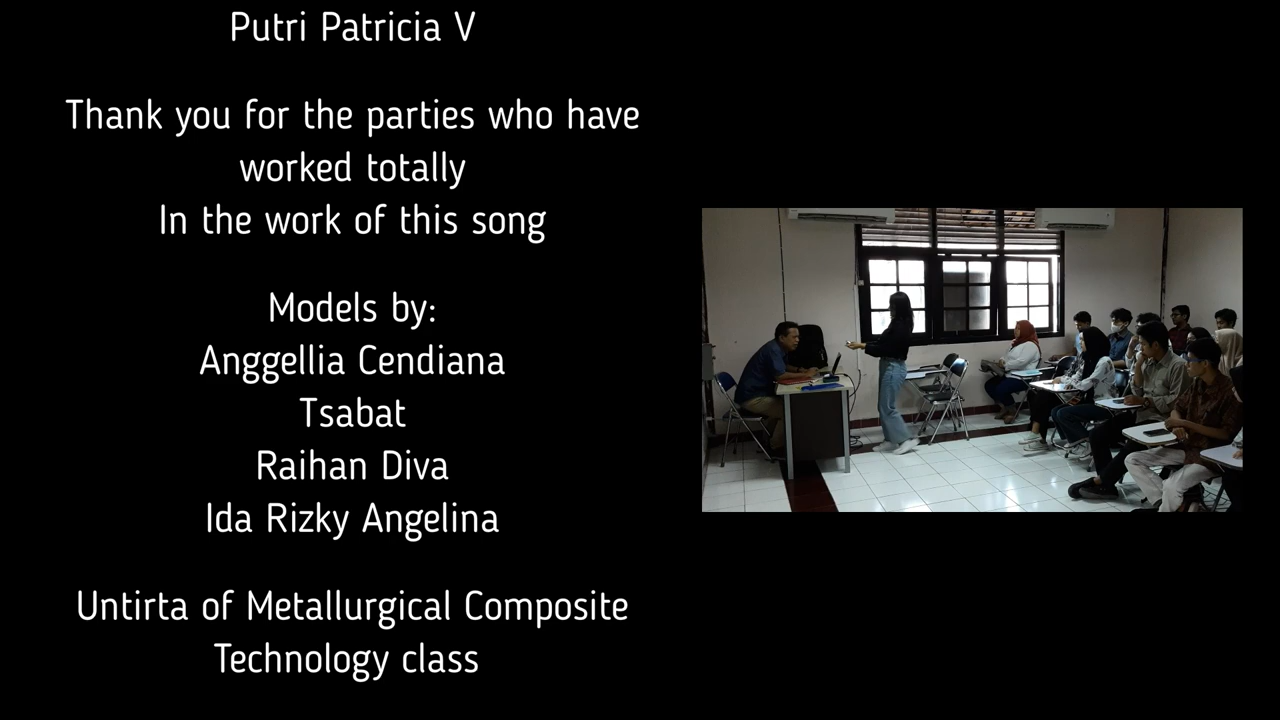 Putri Patricia V
Thank you for the parties who have
worked totally
In the work of this song
Models by:
Anggellia Cendiana
Tsabat
Raihan Diva
Ida Rizky Angelina
Untirta of Metallurgical Composite
Technology class